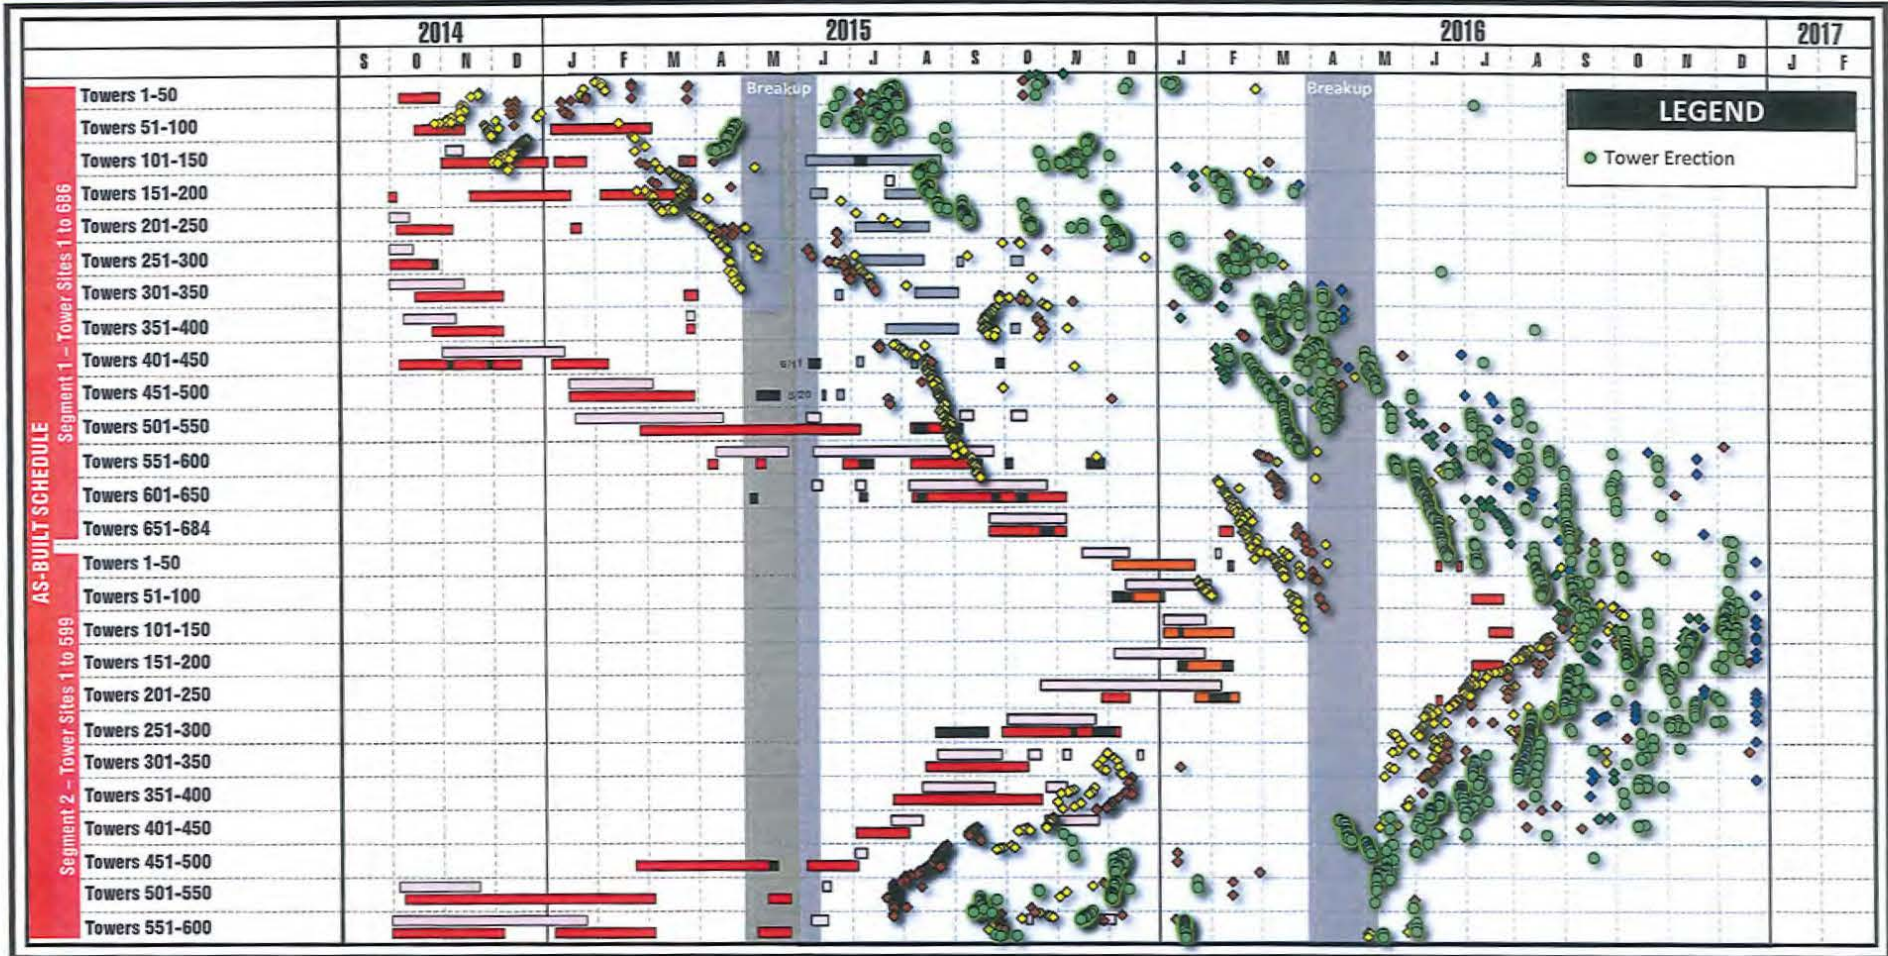 2014 2015 2016 2017
S O N D J F M A M J J A S O N D J F M A M J J A S O N D J F
AS-BUILT SCHEDULE
Segment 1 – Tower Sites 1 to 686
Towers 1-50
Towers 51-100
Towers 101-150
Towers 151-200
Towers 201-250
Towers 251-300
Towers 301-350
Towers 351-400
Towers 401-450
Towers 451-500
Towers 501-550
Towers 551-600
Towers 601-650
Towers 651-684
Segment 2 – Tower Sites 1 to 599
Towers 1-50
Towers 51-100
Towers 101-150
Towers 151-200
Towers 201-250
Towers 251-300
Towers 301-350
Towers 351-400
Towers 401-450
Towers 451-500
Towers 501-550
Towers 551-600
Breakup
Breakup
5/20
LEGEND
Tower Erection